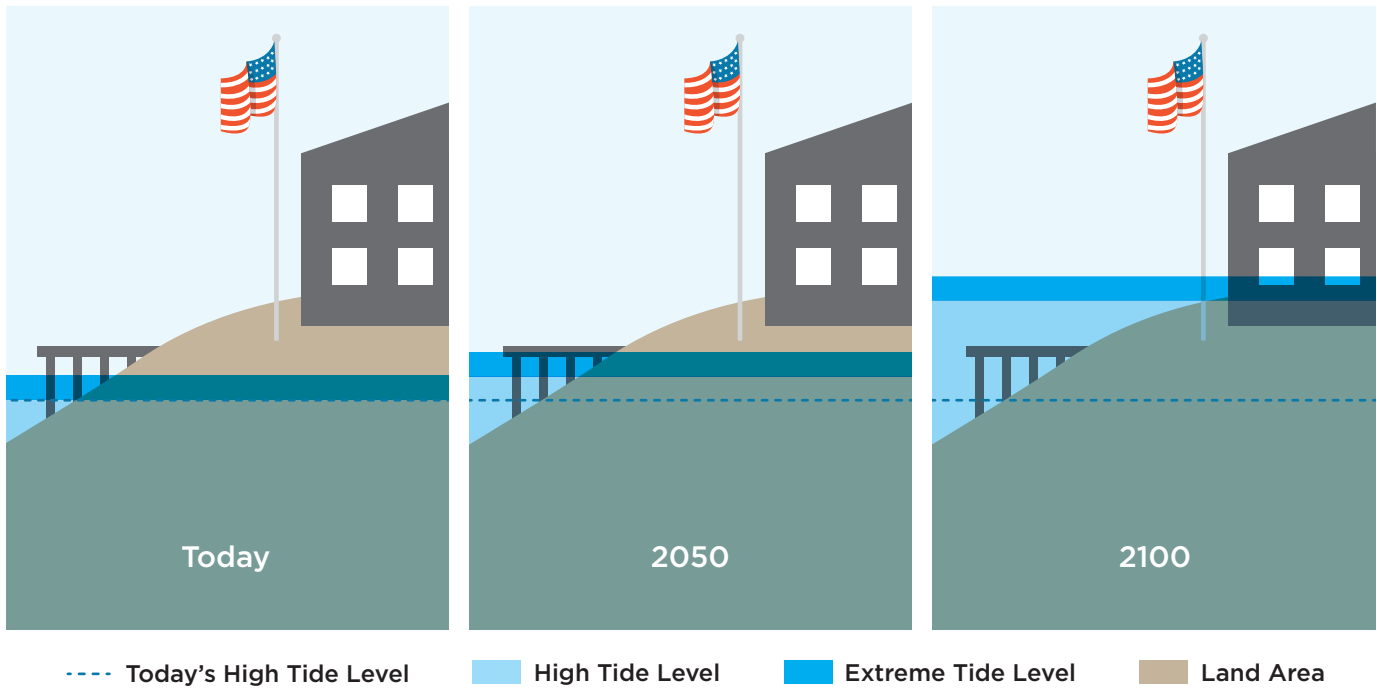 Today
2050
2100
Today's High Tide Level
High Tide Level
Extreme Tide Level
Land Area